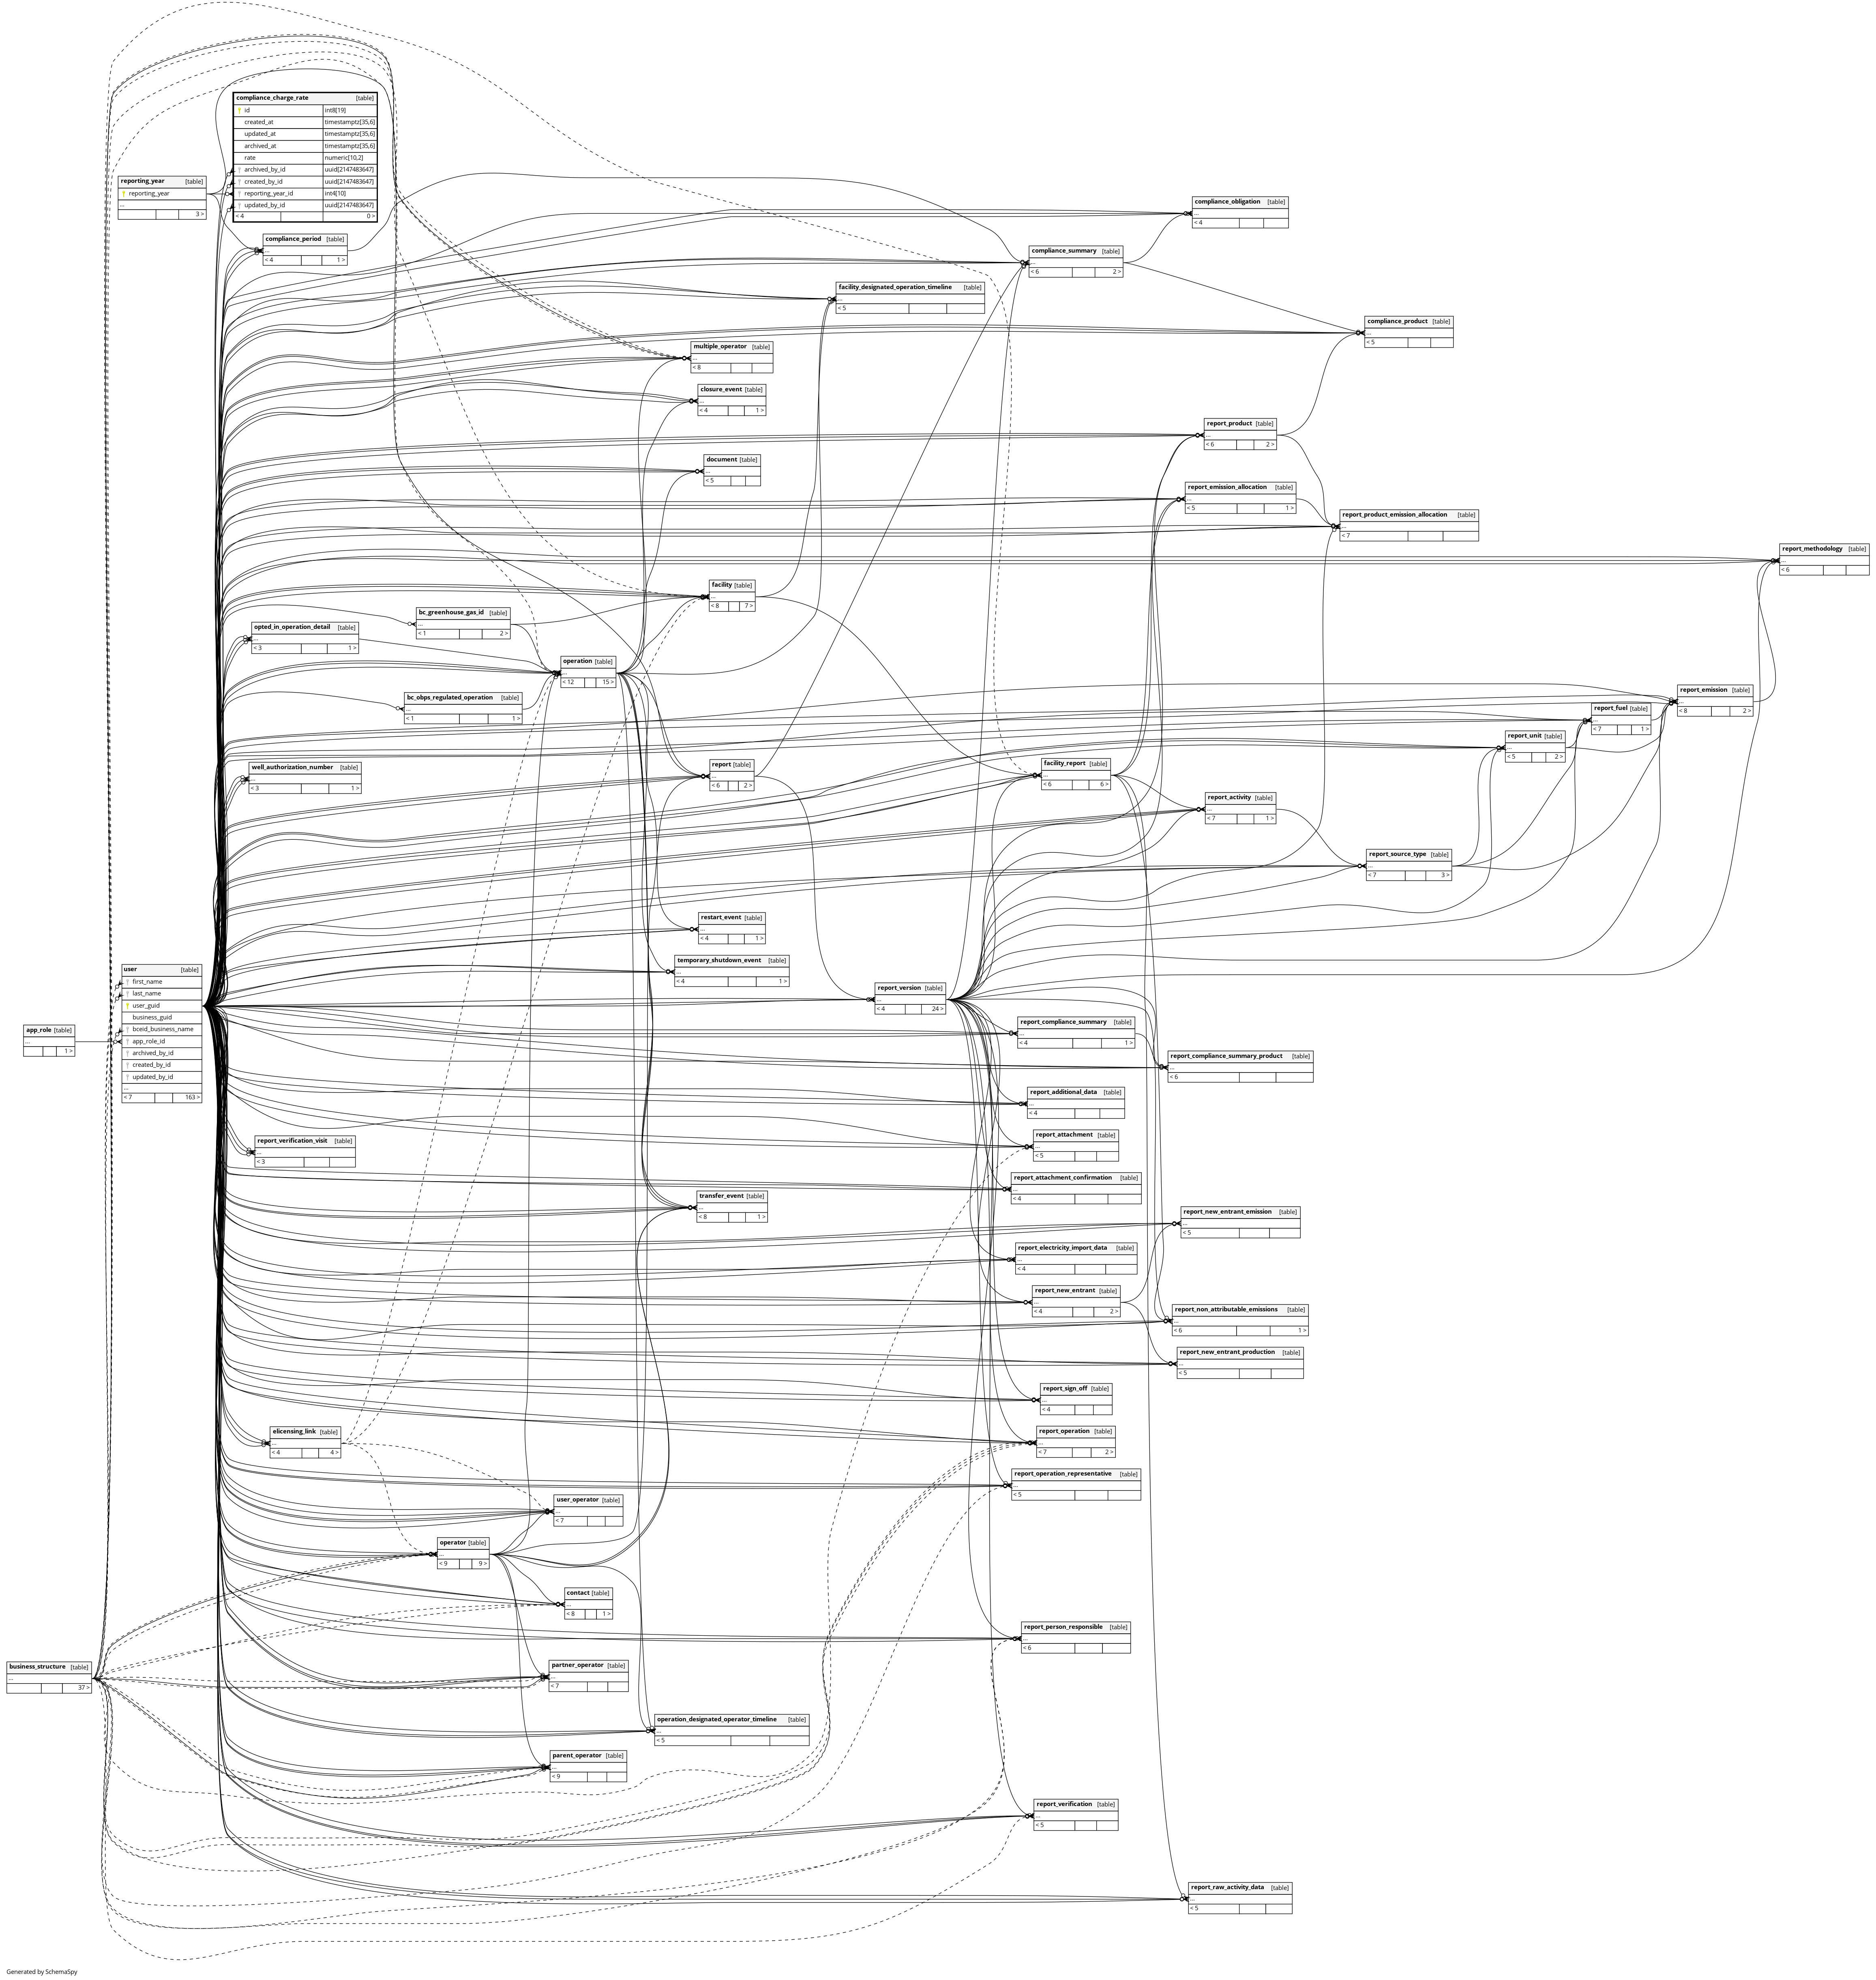 compliance_charge_rate [table]
id int8[19]
created_at timestamptz[35,6]
updated_at timestamptz[35,6]
archived_at timestamptz[35,6]
rate numeric[10,2]
archived_by_id uuid[2147483647]
created_by_id uuid[2147483647]
reporting_year_id int4[10]
updated_by_id uuid[2147483647]
< 4 0 >
reporting_year [table]
reporting_year
...
3 >
compliance_period [table]
...
< 4 1 >
compliance_obligation [table]
...
< 4
compliance_summary [table]
...
< 6 2 >
facility_designated_operation_timeline [table]
...
< 5
compliance_product [table]
...
< 5
multiple_operator [table]
...
< 8
closure_event [table]
...
< 4 1 >
report_product [table]
...
< 6 2 >
document [table]
...
< 5
report_emission_allocation [table]
...
< 5 1 >
report_product_emission_allocation [table]
...
< 7
report_methodology [table]
...
< 6
facility [table]
...
< 8 7 >
bc_greenhouse_gas_id [table]
...
< 1 2 >
opted_in_operation_detail [table]
...
< 3 1 >
operation [table]
...
< 12 15 >
bc_obps_regulated_operation [table]
...
< 1 1 >
report_emission [table]
...
< 8 2 >
report_fuel [table]
...
< 7 1 >
report_unit [table]
...
< 5 2 >
well_authorization_number [table]
...
< 3 1 >
report [table]
...
< 6 2 >
facility_report [table]
...
< 6 6 >
report_activity [table]
...
< 7 1 >
report_source_type [table]
...
< 7 3 >
restart_event [table]
...
< 4 1 >
temporary_shutdown_event [table]
...
< 4 1 >
user [table]
first_name
last_name
user_guid
business_guid
bceid_business_name
app_role_id
archived_by_id
created_by_id
updated_by_id
...
< 7 163 >
app_role [table]
...
1 >
report_version [table]
...
< 4 24 >
report_compliance_summary [table]
...
< 4 1 >
report_compliance_summary_product [table]
...
< 6
report_additional_data [table]
...
< 4
report_attachment [table]
...
< 5
report_verification_visit [table]
...
< 3
report_attachment_confirmation [table]
...
< 4
transfer_event [table]
...
< 8 1 >
report_new_entrant_emission [table]
...
< 5
report_electricity_import_data [table]
...
< 4
report_new_entrant [table]
...
< 4 2 >
report_non_attributable_emissions [table]
...
< 6 1 >
report_new_entrant_production [table]
...
< 5
report_sign_off [table]
...
< 4
elicensing_link [table]
...
< 4 4 >
report_operation [table]
...
< 7 2 >
report_operation_representative [table]
...
< 5
user_operator [table]
...
< 7
operator [table]
...
< 9 9 >
contact [table]
...
< 8 1 >
report_person_responsible [table]
...
< 6
business_structure [table]
...
37 >
partner_operator [table]
...
< 7
operation_designated_operator_timeline [table]
...
< 5
parent_operator [table]
...
< 9
report_verification [table]
...
< 5
report_raw_activity_data [table]
...
< 5
Generated by SchemaSpy